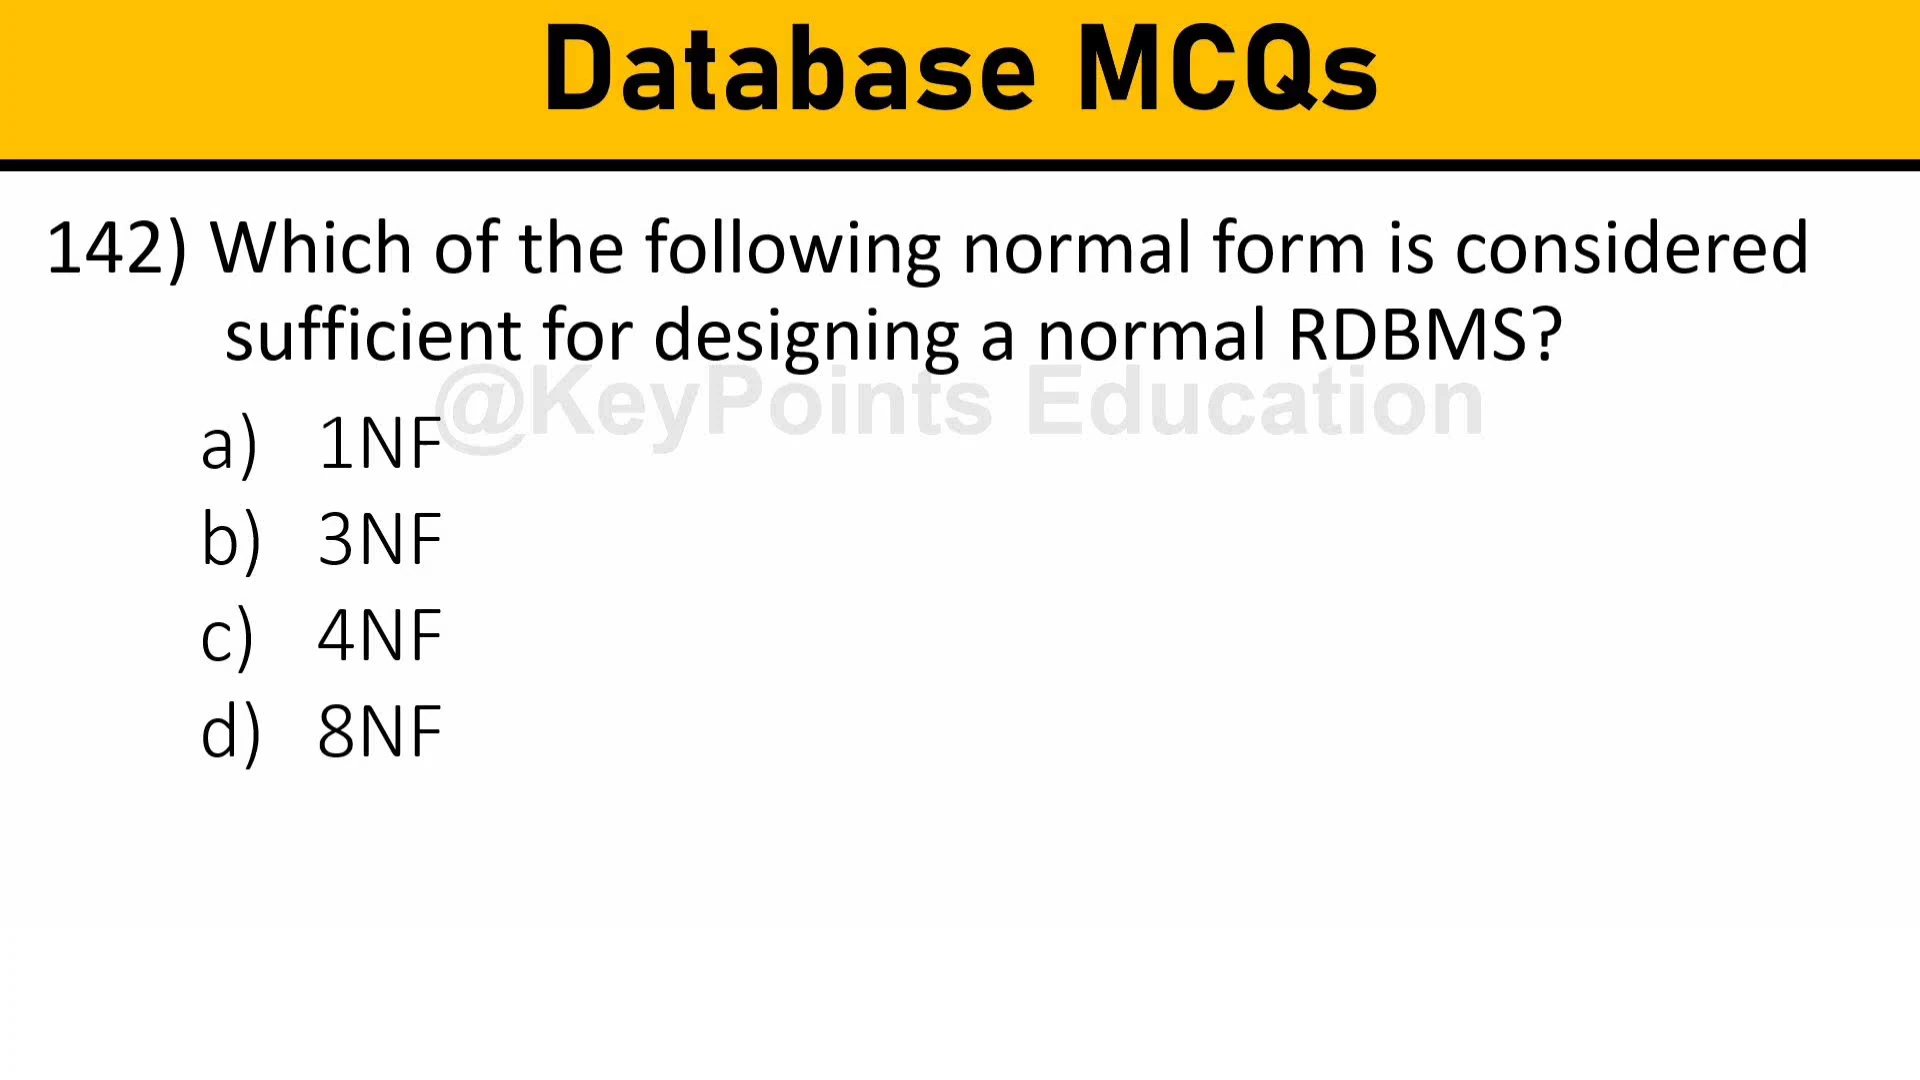 Database MCQs
142) Which of the following normal form is considered
sufficient for designing a normal RDBMS?
@KeyPoints Education
a) 1NF
b) 3NF
c) 4NF
d) 8NF